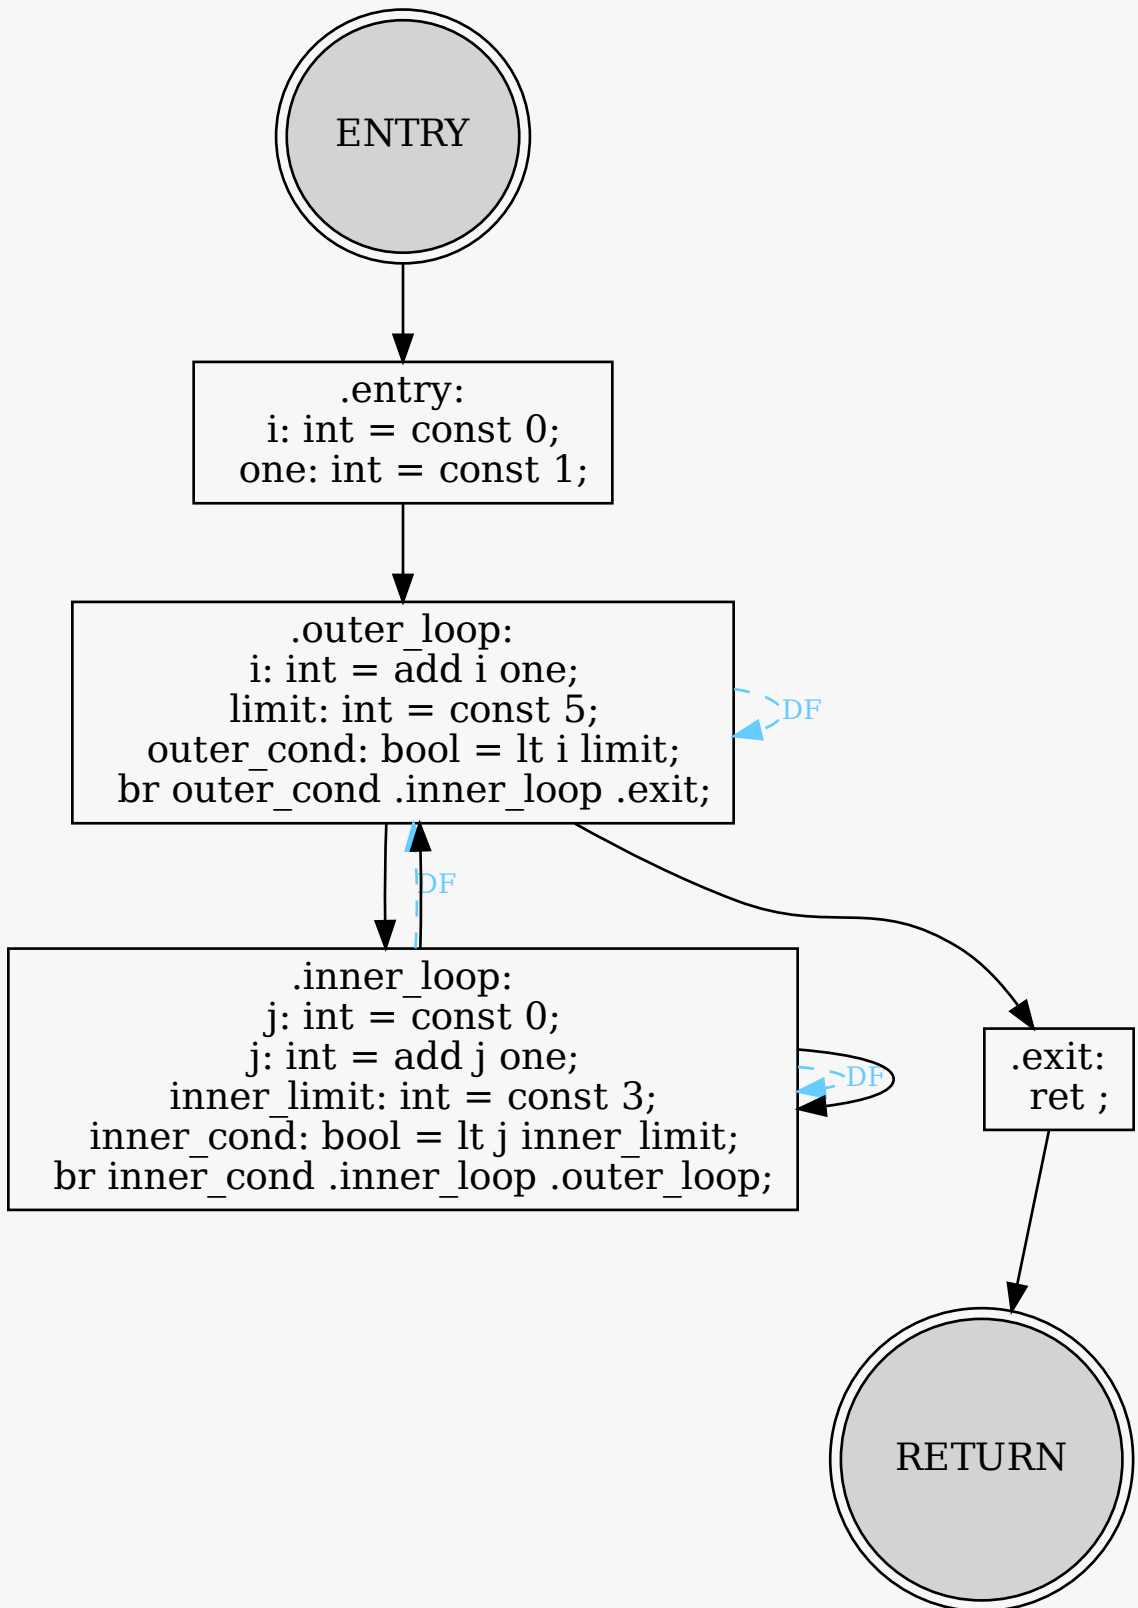 ENTRY
.entry:
i: int = const 0;
one: int = const 1;
.outer_loop:
i: int = add i one;
limit: int = const 5;
outer_cond: bool = lt i limit;
br outer_cond .inner_loop .exit;
DF
DF
.inner_loop:
j: int = const 0;
j: int = add j one;
inner_limit: int = const 3;
inner_cond: bool = lt j inner_limit;
br inner_cond .inner_loop .outer_loop;
DF
.exit:
ret ;
RETURN